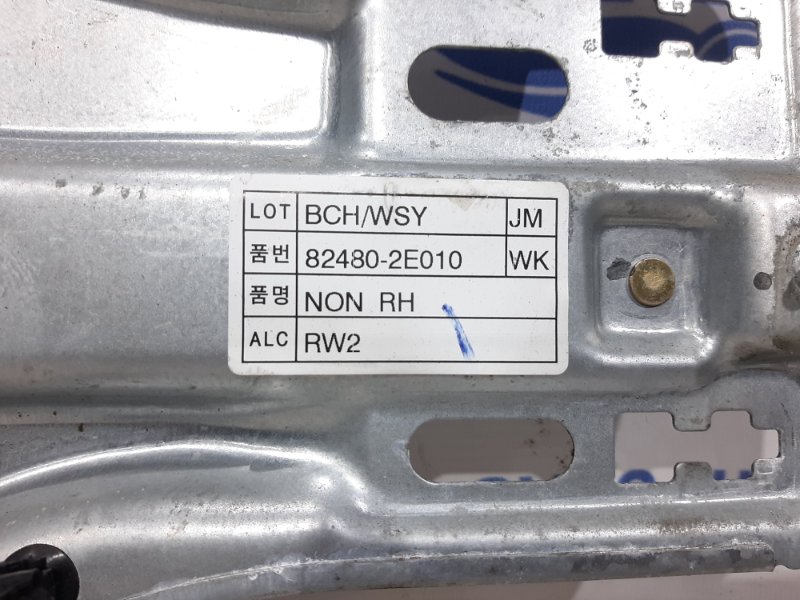 LOT BCH/WSY JM
품번 82480-2E010 WK
품명 NON RH
ALC RW2